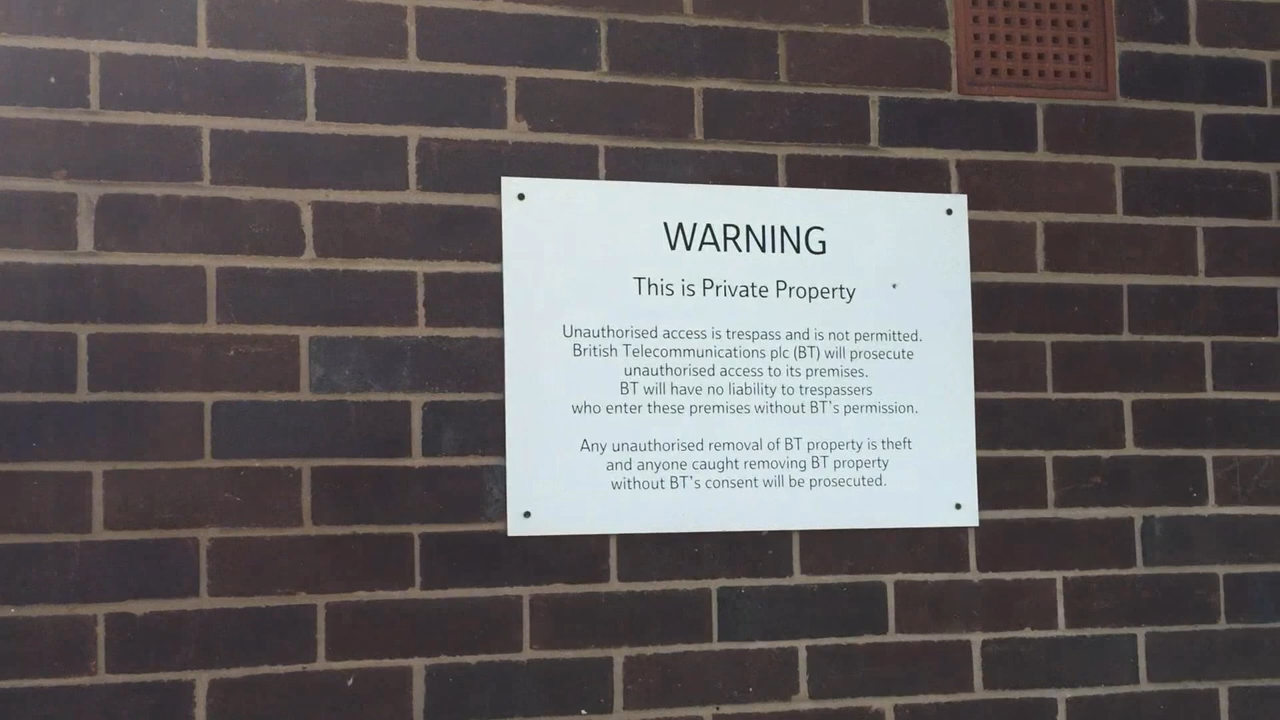 WARNING
This is Private Property
Unauthorised access is trespass and is not permitted.
British Telecommunications plc (BT) will prosecute
unauthorised access to its premises.
BT will have no liability to trespassers
who enter these premises without BT's permission.
Any unauthorised removal of BT property is theft
and anyone caught removing BT property
without BT's consent will be prosecuted.